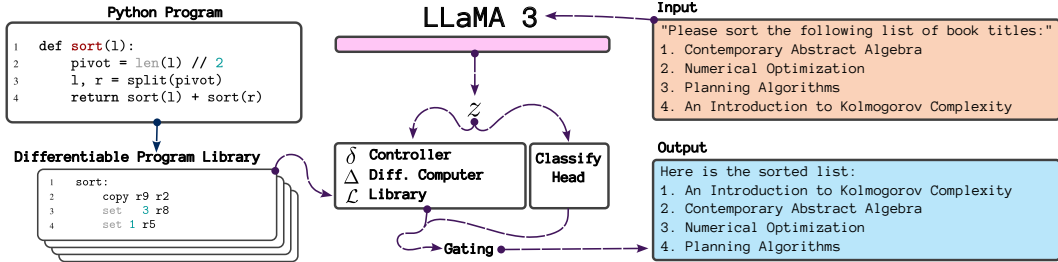 Python Program
1 def sort(l):
2 pivot = len(l) // 2
3 l, r = split(pivot)
4 return sort(l) + sort(r)
Differentiable Program Library
1 sort:
2 copy r9 r2
3 set 3 r8
4 set 1 r5
LLaMA 3
z
δ Controller
Δ Diff. Computer
ℒ Library
Classify
Head
Gating
Input
"Please sort the following list of book titles:"
1. Contemporary Abstract Algebra
2. Numerical Optimization
3. Planning Algorithms
4. An Introduction to Kolmogorov Complexity
Output
Here is the sorted list:
1. An Introduction to Kolmogorov Complexity
2. Contemporary Abstract Algebra
3. Numerical Optimization
4. Planning Algorithms